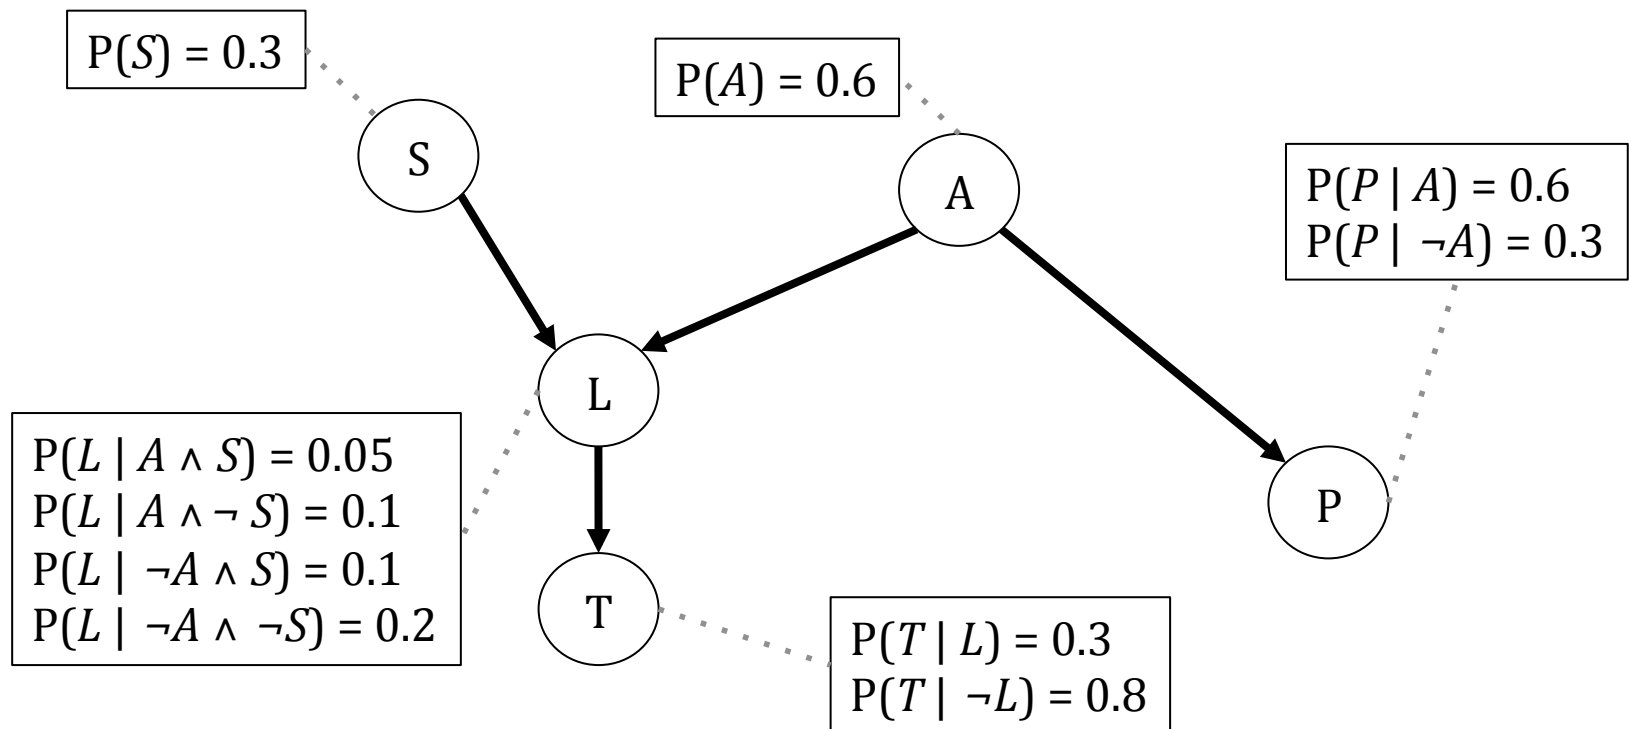 P(S) = 0.3
P(A) = 0.6
S
A
P(P | A) = 0.6
P(P | ¬A) = 0.3
L
P(L | A ∧ S) = 0.05
P(L | A ∧ ¬ S) = 0.1
P(L | ¬A ∧ S) = 0.1
P(L | ¬A ∧ ¬S) = 0.2
P
T
P(T | L) = 0.3
P(T | ¬L) = 0.8